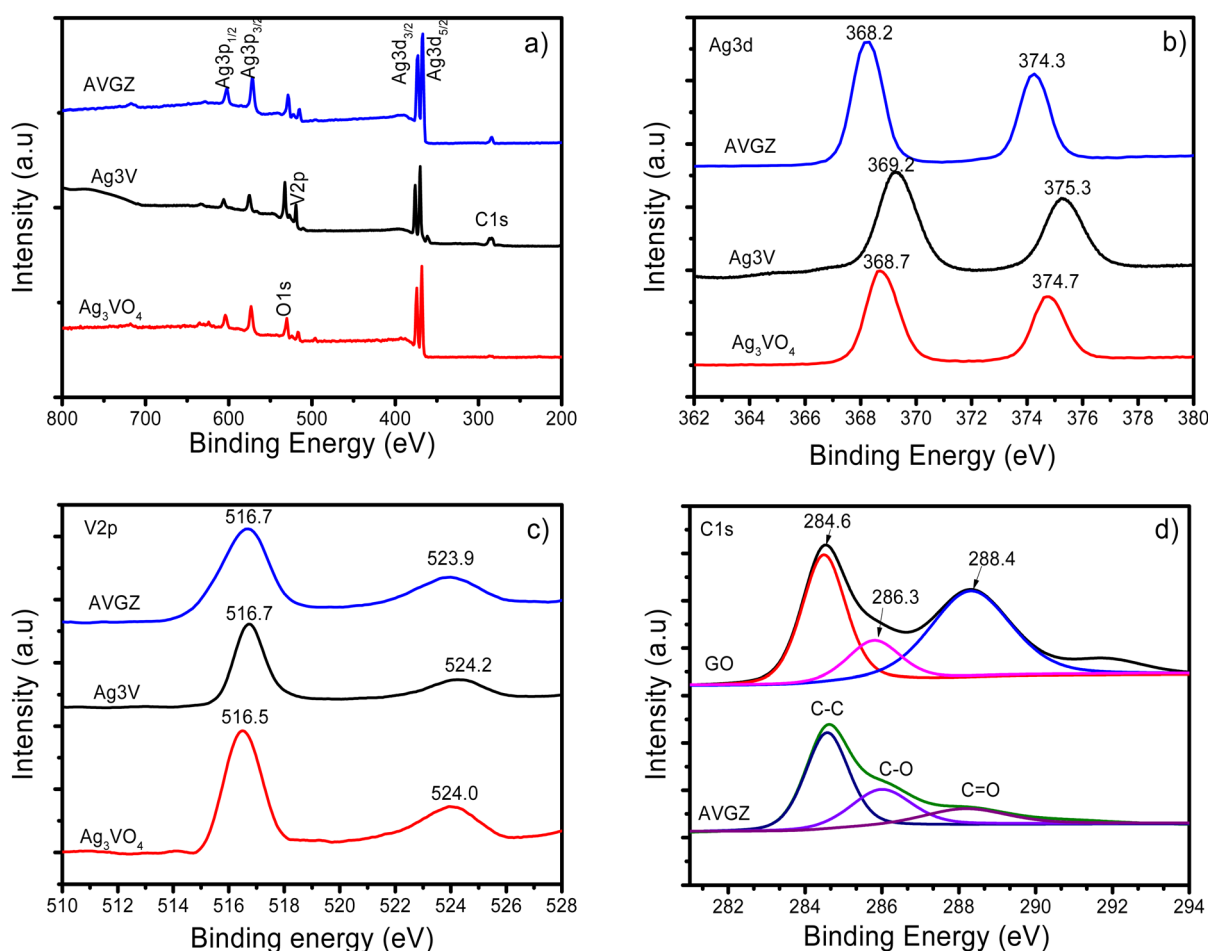 a)
Ag3p1/2
Ag3p3/2
Ag3d3/2
Ag3d5/2
AVGZ
Ag3V
V2p
C1s
Ag3VO4
O1s
Intensity (a.u)
800 700 600 500 400 300 200
Binding Energy (eV)
b)
Ag3d
368.2
374.3
AVGZ
369.2
375.3
Ag3V
368.7
374.7
Ag3VO4
Intensity (a.u)
362 364 366 368 370 372 374 376 378 380
Binding Energy (eV)
c)
V2p
516.7
523.9
AVGZ
516.7
524.2
Ag3V
516.5
524.0
Ag3VO4
Intensity (a.u)
510 512 514 516 518 520 522 524 526 528
Binding energy (eV)
d)
C1s
284.6
288.4
286.3
GO
C-C
C-O
C=O
AVGZ
Intensity (a.u)
282 284 286 288 290 292 294
Binding Energy (eV)